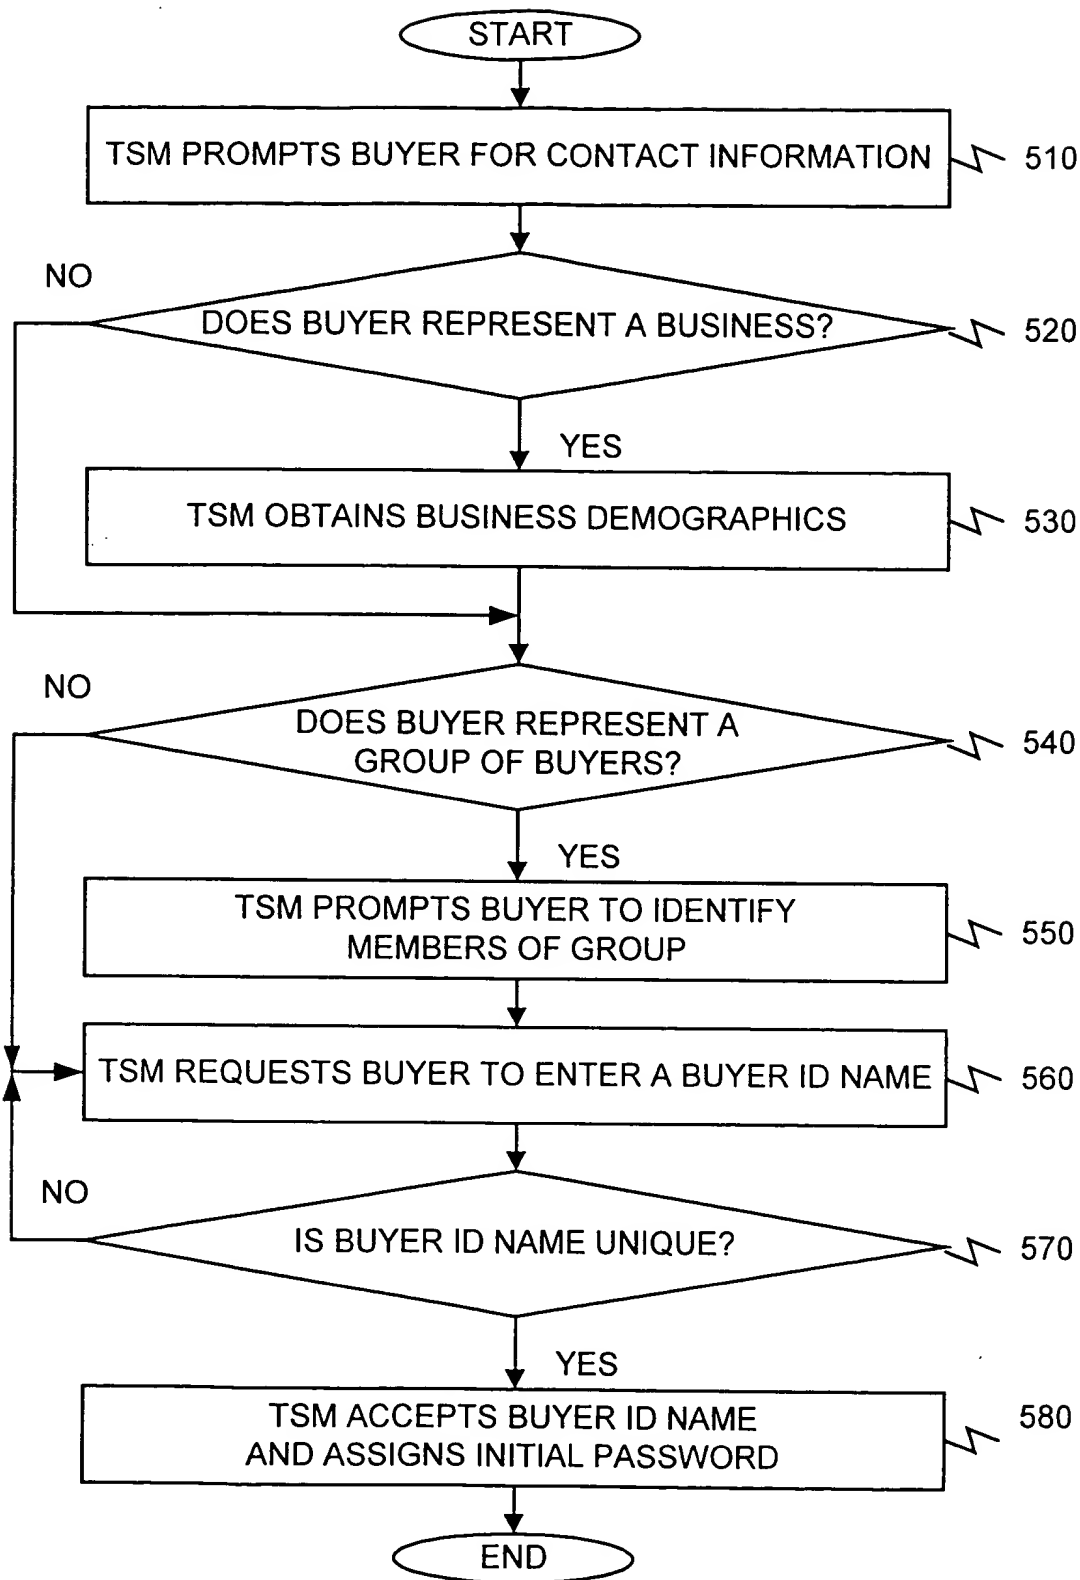 START
TSM PROMPTS BUYER FOR CONTACT INFORMATION
510
NO
DOES BUYER REPRESENT A BUSINESS?
520
YES
TSM OBTAINS BUSINESS DEMOGRAPHICS
530
NO
DOES BUYER REPRESENT A
GROUP OF BUYERS?
540
YES
TSM PROMPTS BUYER TO IDENTIFY
MEMBERS OF GROUP
550
TSM REQUESTS BUYER TO ENTER A BUYER ID NAME
560
NO
IS BUYER ID NAME UNIQUE?
570
YES
TSM ACCEPTS BUYER ID NAME
AND ASSIGNS INITIAL PASSWORD
580
END